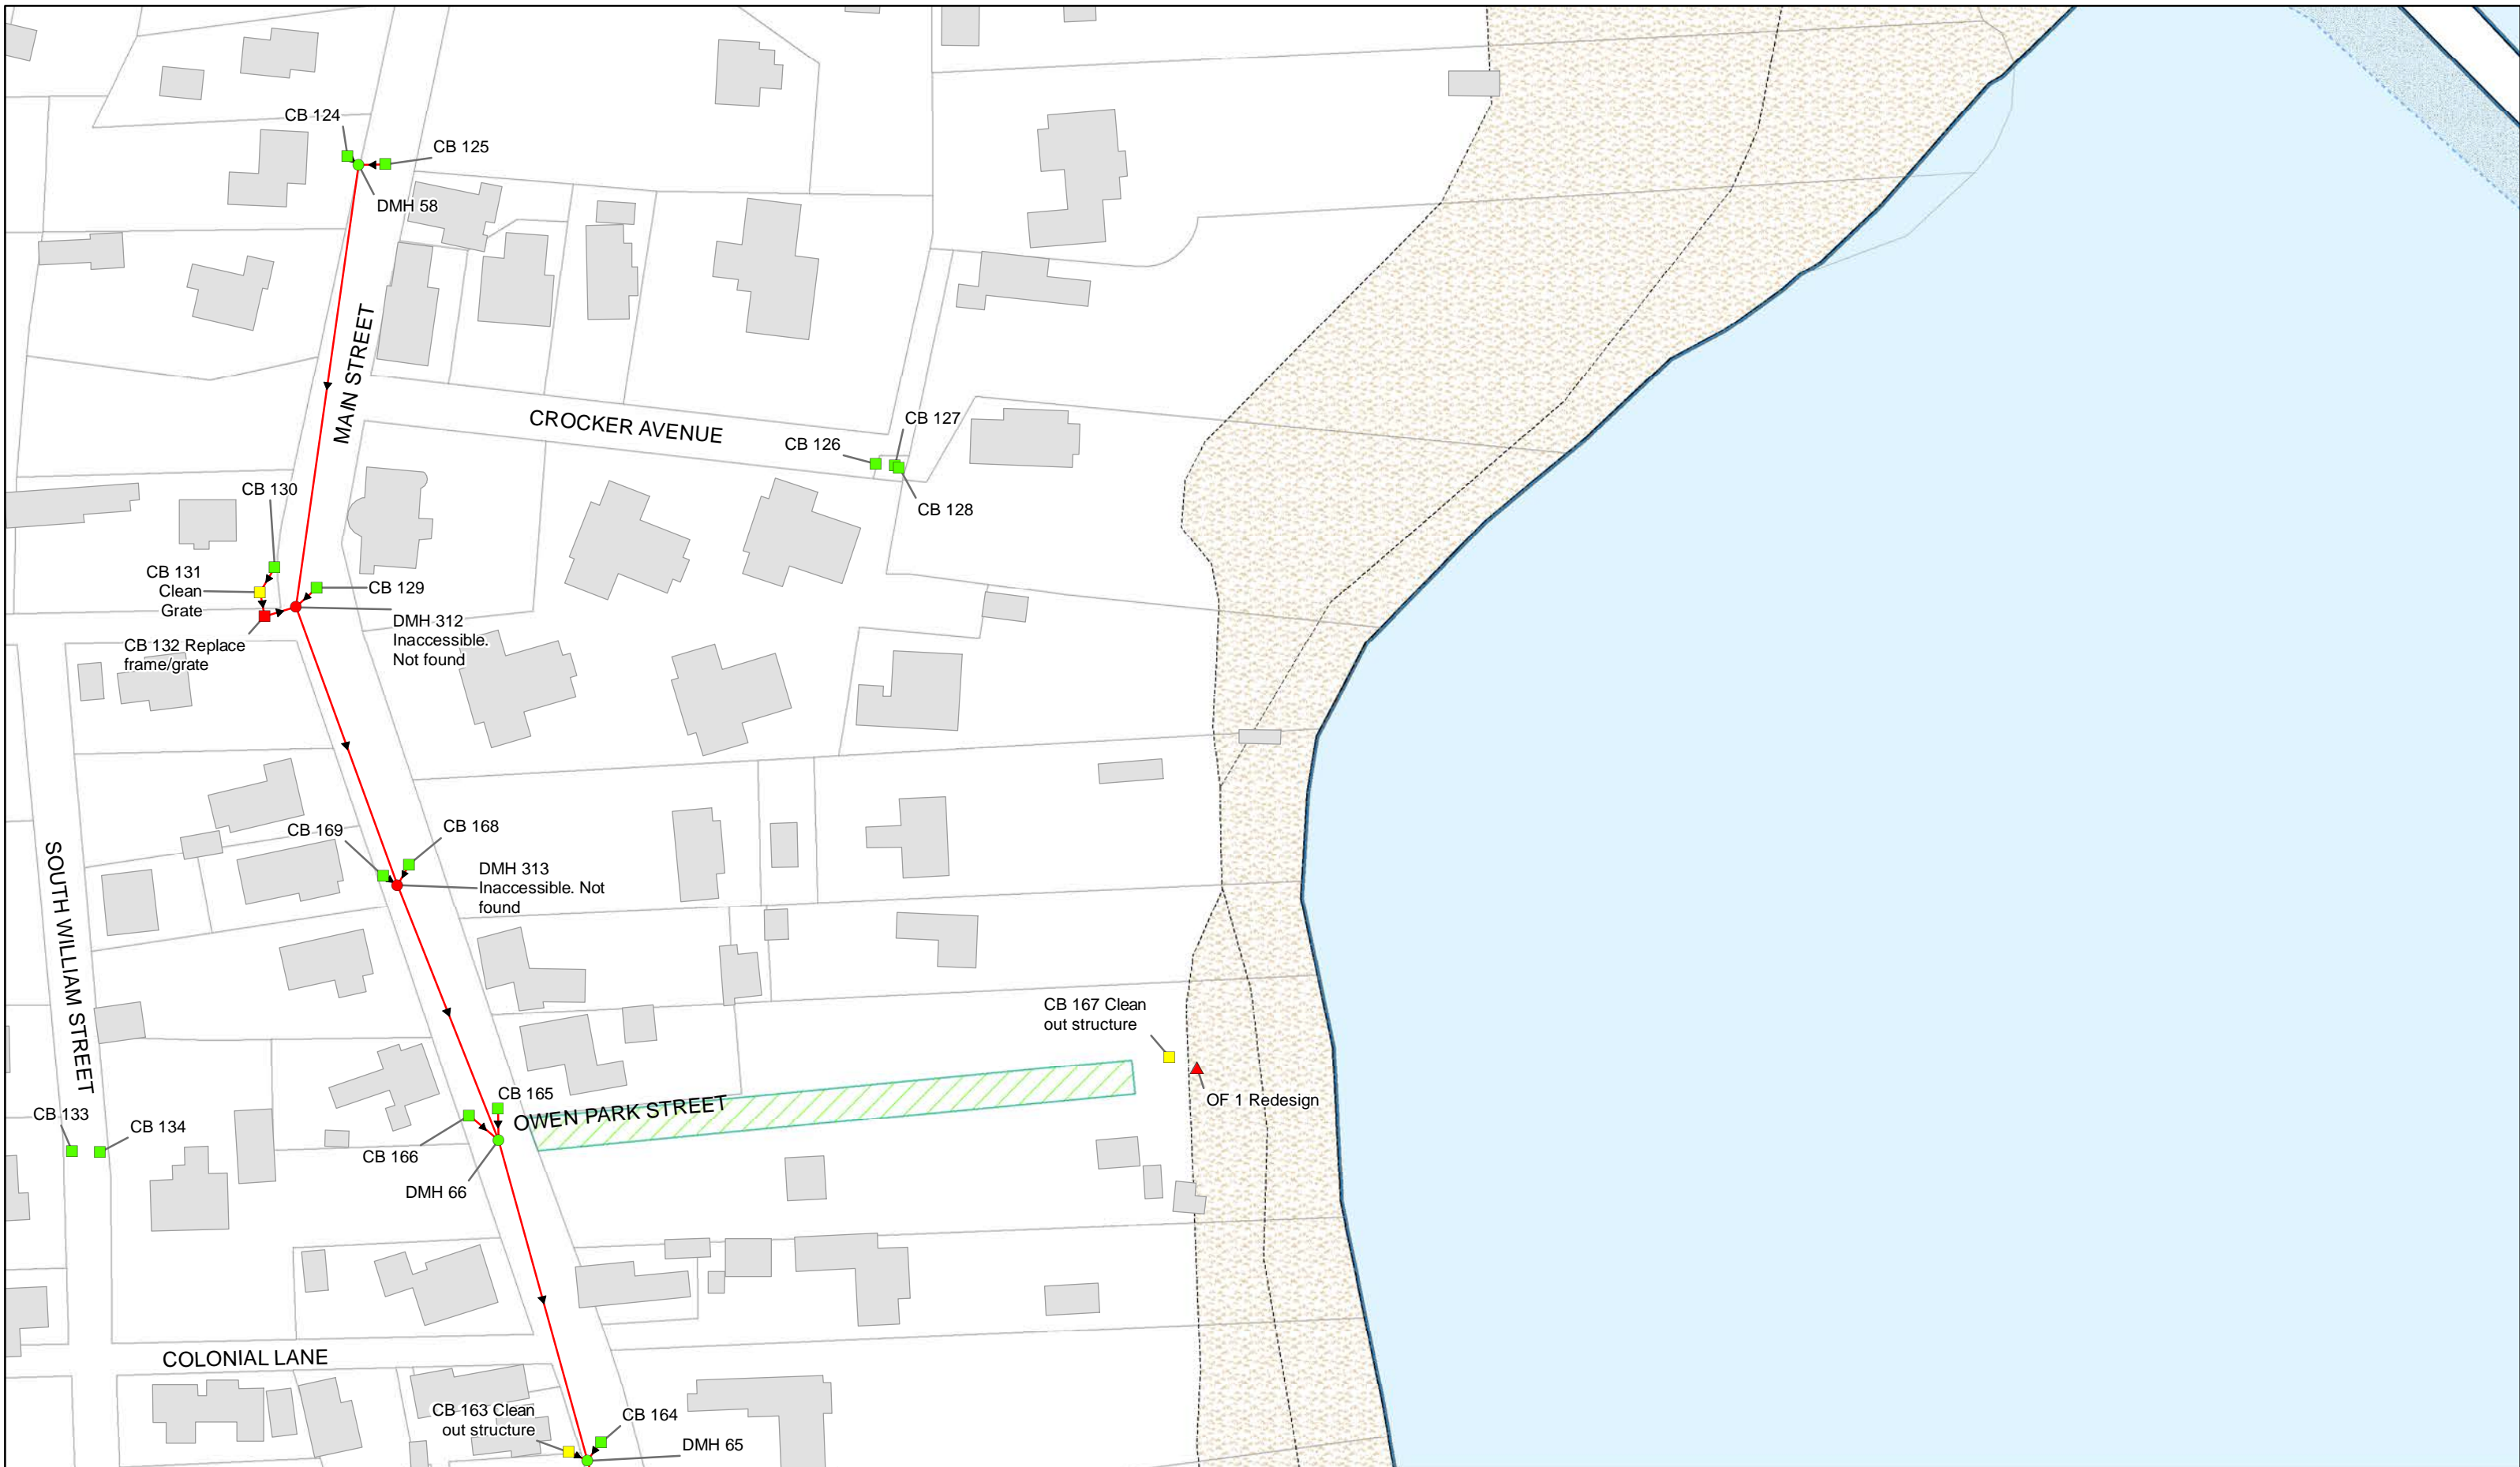 CB 124
CB 125
DMH 58
MAIN STREET
CROCKER AVENUE
CB 126
CB 127
CB 128
CB 130
CB 131
Clean
Grate
CB 129
CB 132 Replace
frame/grate
DMH 312
Inaccessible.
Not found
CB 169
CB 168
DMH 313
Inaccessible. Not
found
SOUTH WILLIAM STREET
CB 167 Clean
out structure
OF 1 Redesign
CB 165
OWEN PARK STREET
CB 133
CB 134
CB 166
DMH 66
COLONIAL LANE
CB 163 Clean
out structure
CB 164
DMH 65